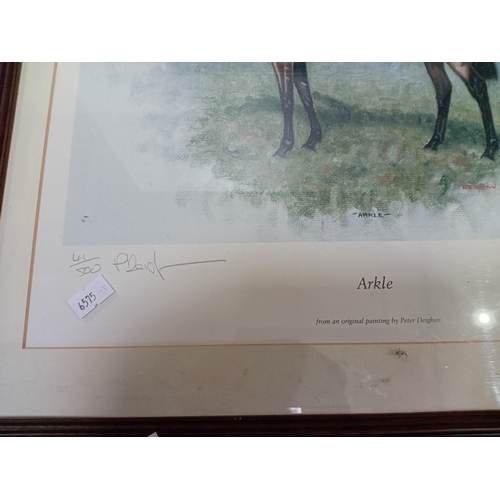 -ARKLE-
41/500
6575
Arkle
from an original painting by Peter Deighan